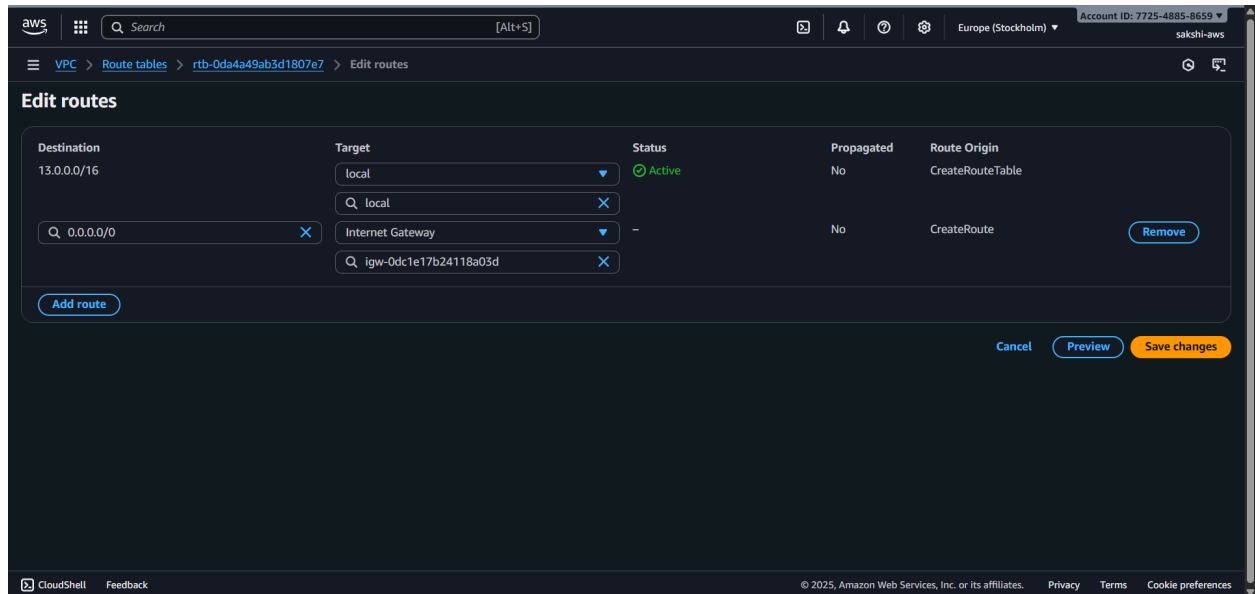 aws
Search [Alt+S]
Europe (Stockholm)
Account ID: 7725-4885-8659
sakshi-aws
VPC > Route tables > rtb-0da4a49ab3d1807e7 > Edit routes
Edit routes
Destination Target Status Propagated Route Origin
13.0.0.0/16 local Active No CreateRouteTable
local
0.0.0.0/0 Internet Gateway – No CreateRoute Remove
igw-0dc1e17b24118a03d
Add route
Cancel Preview Save changes
CloudShell Feedback © 2025, Amazon Web Services, Inc. or its affiliates. Privacy Terms Cookie preferences